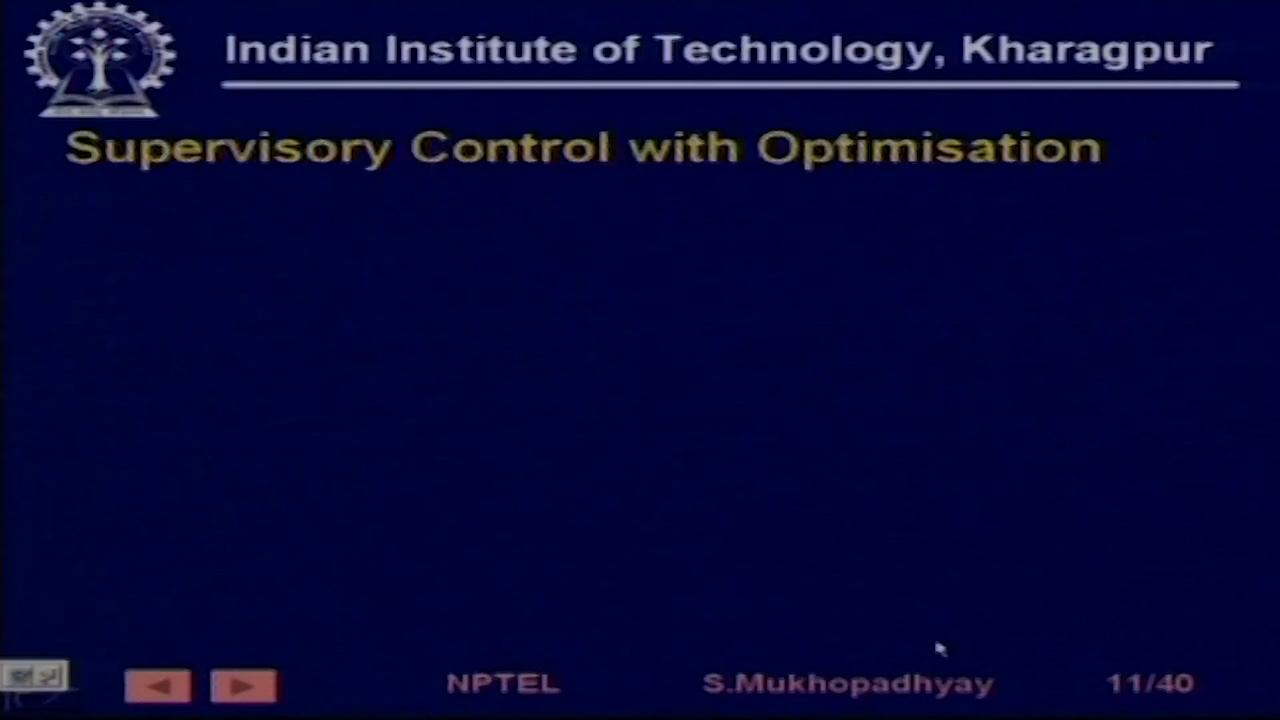 Indian Institute of Technology, Kharagpur
Supervisory Control with Optimisation
NPTEL S.Mukhopadhyay 11/40